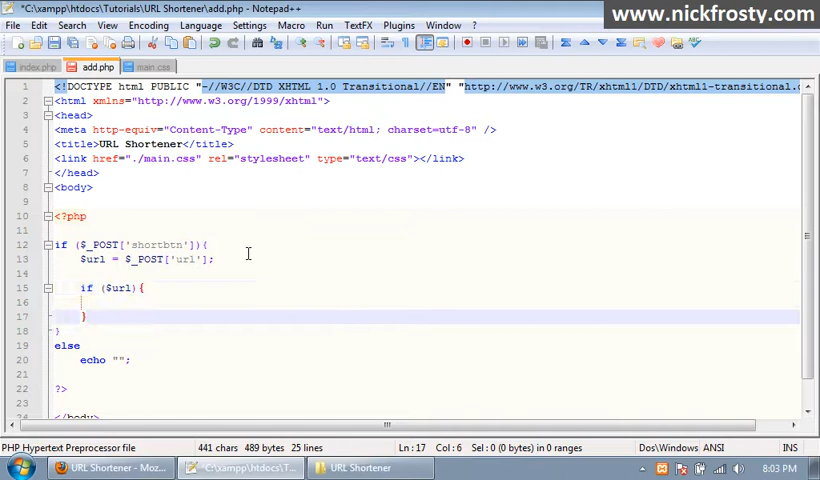 *C:\xampp\htdocs\Tutorials\URL Shortener\add.php - Notepad++
www.nickfrosty.com
File Edit Search View Encoding Language Settings Macro Run TextFX Plugins Window ?
index.php add.php main.css
1 <!DOCTYPE html PUBLIC "-//W3C//DTD XHTML 1.0 Transitional//EN" "http://www.w3.org/TR/xhtml1/DTD/xhtml1-transitional.
2 <html xmlns="http://www.w3.org/1999/xhtml">
3 <head>
4 <meta http-equiv="Content-Type" content="text/html; charset=utf-8" />
5 <title>URL Shortener</title>
6 <link href="./main.css" rel="stylesheet" type="text/css"></link>
7 </head>
8 <body>
9
10 <?php
11
12 if ($_POST['shortbtn']){
13 $url = $_POST['url'];
14
15 if ($url){
16
17 }
18 }
19 else
20 echo "";
21
22 ?>
23
24 </body>
PHP Hypertext Preprocessor file 441 chars 489 bytes 25 lines Ln:17 Col:6 Sel:0 (0 bytes) in 0 ranges Dos\Windows ANSI INS
URL Shortener - Moz... *C:\xampp\htdocs\T... URL Shortener 8:03 PM